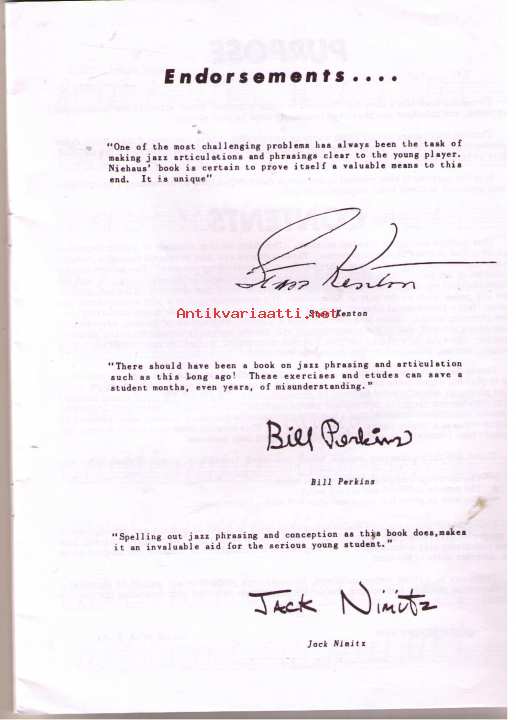 Endorsements....
"One of the most challenging problems has always been the task of
making jazz articulations and phrasings clear to the young player.
Niehaus' book is certain to prove itself a valuable means to this
end. It is unique"
Stan Kenton
Antikvariaatti.net
Stan Kenton
"There should have been a book on jazz phrasing and articulation
such as this long ago! These exercises and etudes can save a
student months, even years, of misunderstanding."
Bill Perkins
Bill Perkins
"Spelling out jazz phrasing and conception as this book does,makes
it an invaluable aid for the serious young student."
Jack Nimitz
Jack Nimitz